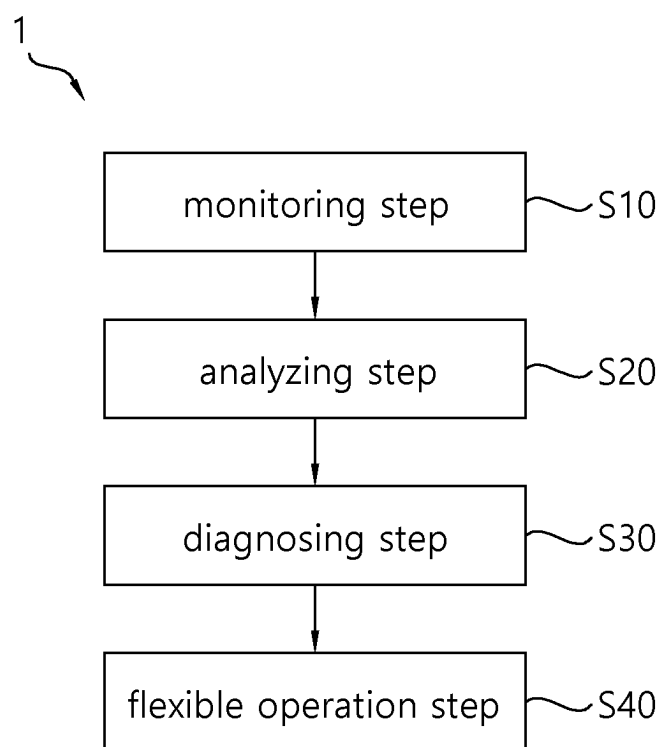 1
monitoring step S10
analyzing step S20
diagnosing step S30
flexible operation step S40